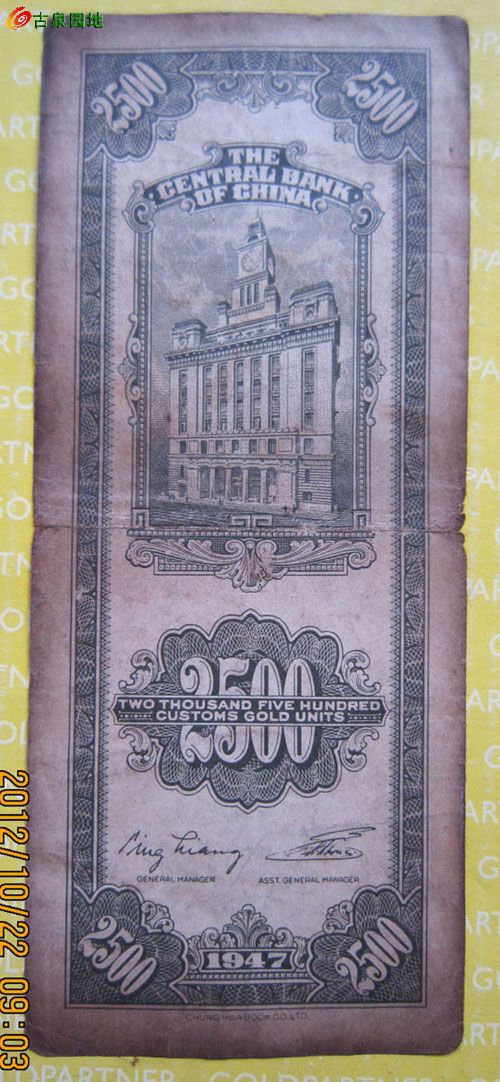 古泉园地
2500
2500
THE
CENTRAL BANK
OF CHINA
2500
TWO THOUSAND FIVE HUNDRED
CUSTOMS GOLD UNITS
GENERAL MANAGER
ASST. GENERAL MANAGER
2500
2500
1947
CHUNG HWA BOOK CO. LTD.
2012/10/22 09:03
GOLDPARTNER